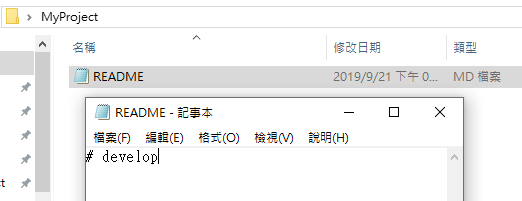 MyProject
名稱 修改日期 類型
README 2019/9/21 下午 0... MD 檔案
README - 記事本
檔案(F) 編輯(E) 格式(O) 檢視(V) 說明(H)
# develop